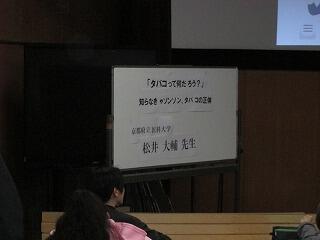 「タバコって何だろう？」
知らなきゃソンソン、タバコの正体
京都府立医科大学
松井 大輔 先生